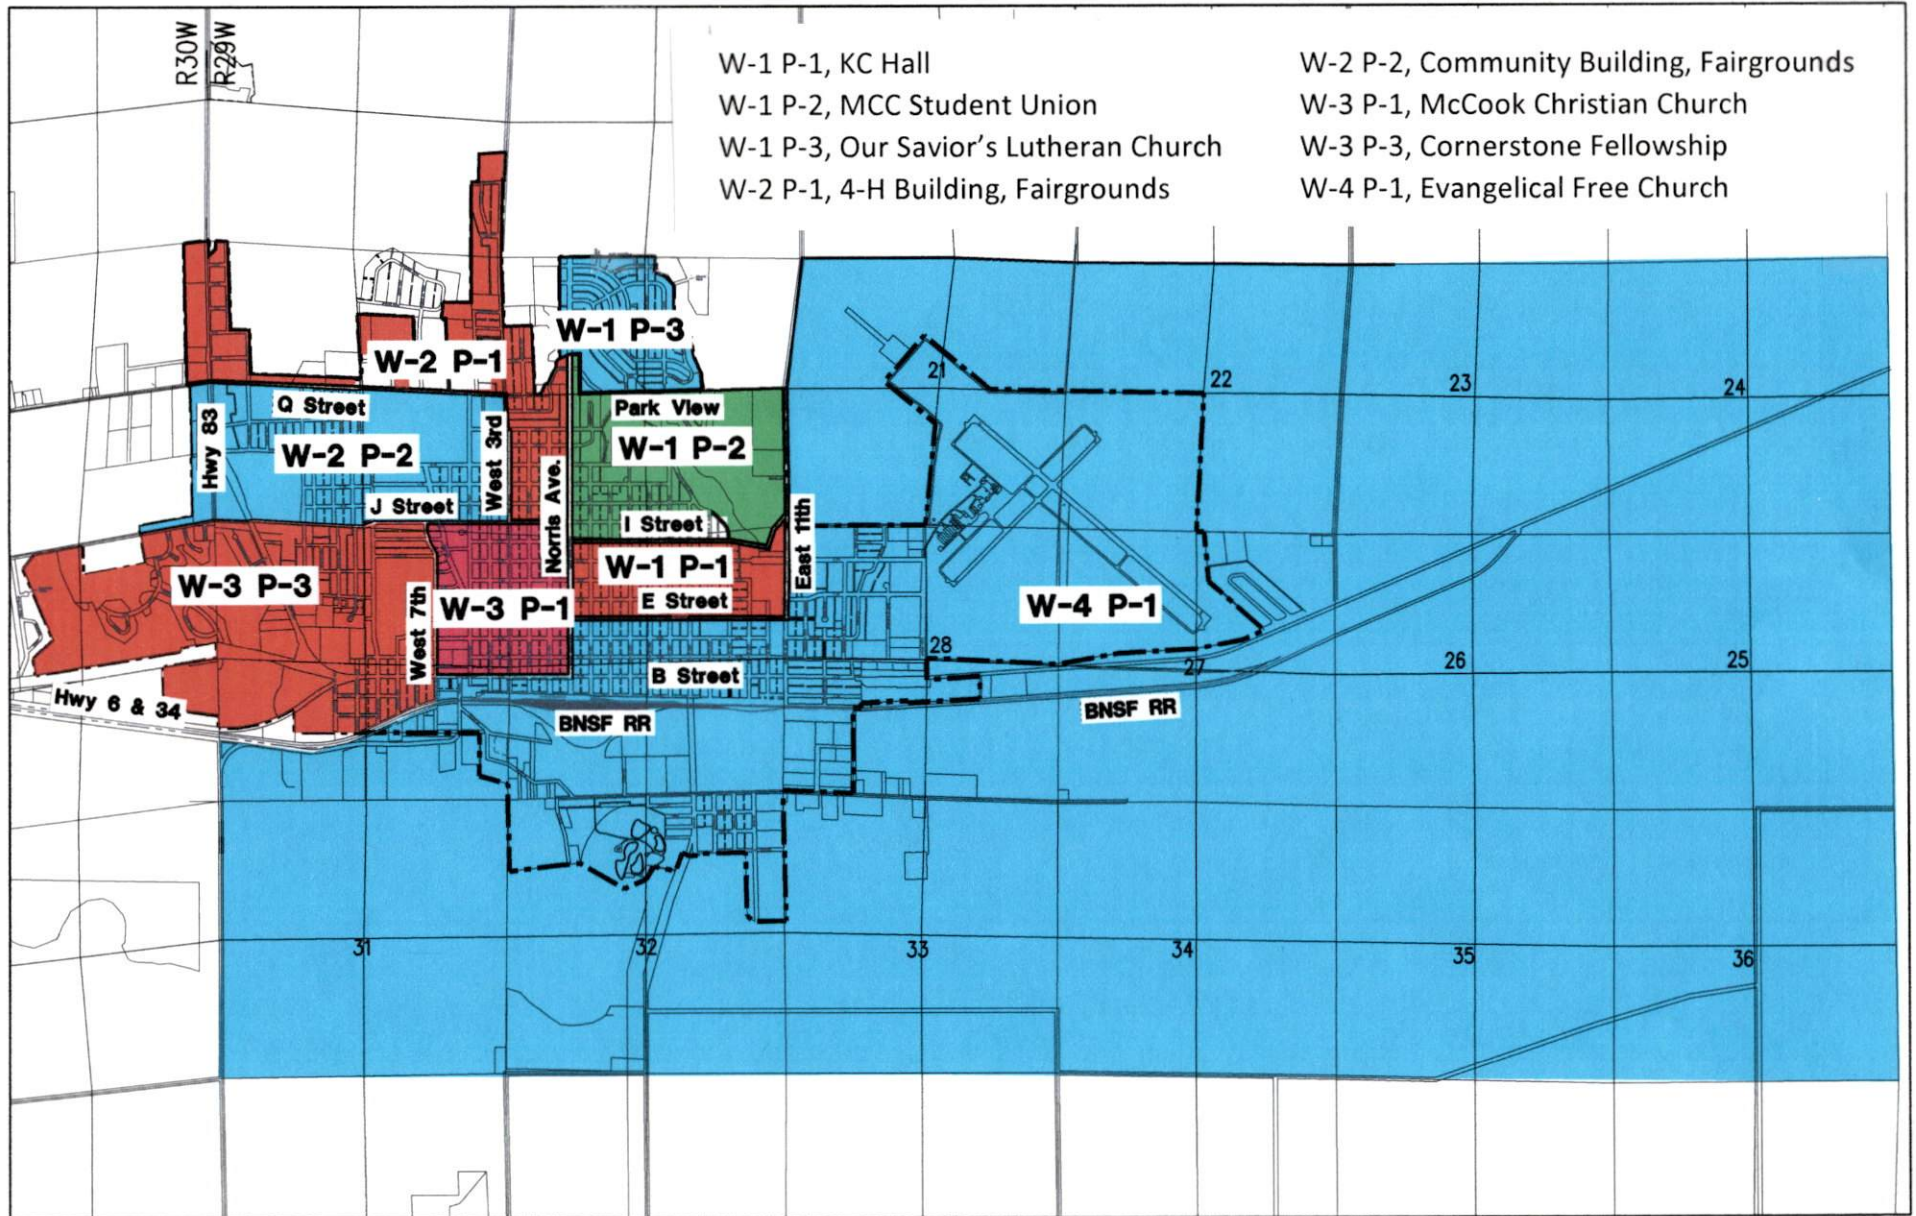 R30W
R29W
W-1 P-1, KC Hall
W-1 P-2, MCC Student Union
W-1 P-3, Our Savior's Lutheran Church
W-2 P-1, 4-H Building, Fairgrounds
W-2 P-2, Community Building, Fairgrounds
W-3 P-1, McCook Christian Church
W-3 P-3, Cornerstone Fellowship
W-4 P-1, Evangelical Free Church
W-1 P-3
W-2 P-1
21
22
23
24
Q Street
Park View
Hwy 83
W-2 P-2
West 3rd
W-1 P-2
J Street
Norris Ave.
I Street
East 11th
W-3 P-3
West 7th
W-3 P-1
W-1 P-1
E Street
W-4 P-1
28
27
26
25
B Street
Hwy 6 & 34
BNSF RR
BNSF RR
31
32
33
34
35
36